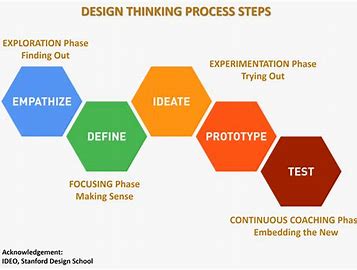 DESIGN THINKING PROCESS STEPS
EXPLORATION Phase
Finding Out
EXPERIMENTATION Phase
Trying Out
EMPATHIZE
IDEATE
DEFINE
PROTOTYPE
TEST
FOCUSING Phase
Making Sense
CONTINUOUS COACHING Phas
Embedding the New
Acknowledgement:
IDEO, Stanford Design School